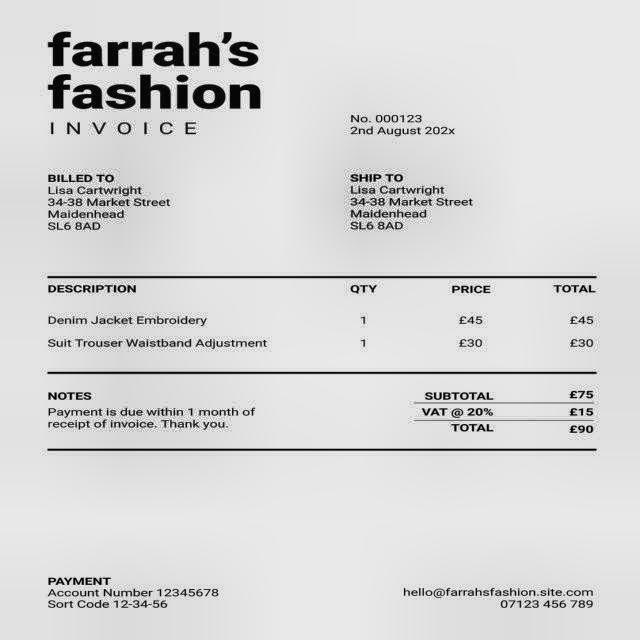 farrah's
fashion
INVOICE
No. 000123
2nd August 202x
BILLED TO
Lisa Cartwright
34-38 Market Street
Maidenhead
SL6 8AD
SHIP TO
Lisa Cartwright
34-38 Market Street
Maidenhead
SL6 8AD
DESCRIPTION QTY PRICE TOTAL
Denim Jacket Embroidery 1 £45 £45
Suit Trouser Waistband Adjustment 1 £30 £30
NOTES
Payment is due within 1 month of
receipt of invoice. Thank you.
SUBTOTAL £75
VAT @ 20% £15
TOTAL £90
PAYMENT
Account Number 12345678
Sort Code 12-34-56
hello@farrahsfashion.site.com
07123 456 789